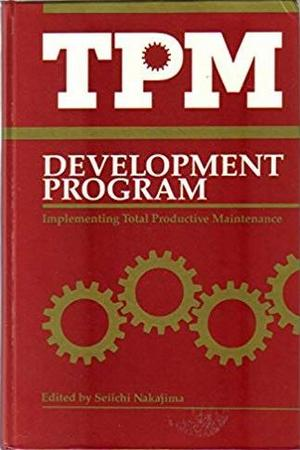 TPM
DEVELOPMENT
PROGRAM
Implementing Total Productive Maintenance
Edited by Seiichi Nakajima